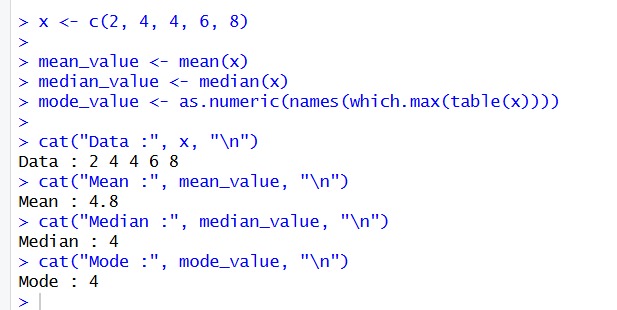 > x <- c(2, 4, 4, 6, 8)
>
> mean_value <- mean(x)
> median_value <- median(x)
> mode_value <- as.numeric(names(which.max(table(x))))
>
> cat("Data :", x, "\n")
Data : 2 4 4 6 8
> cat("Mean :", mean_value, "\n")
Mean : 4.8
> cat("Median :", median_value, "\n")
Median : 4
> cat("Mode :", mode_value, "\n")
Mode : 4
>